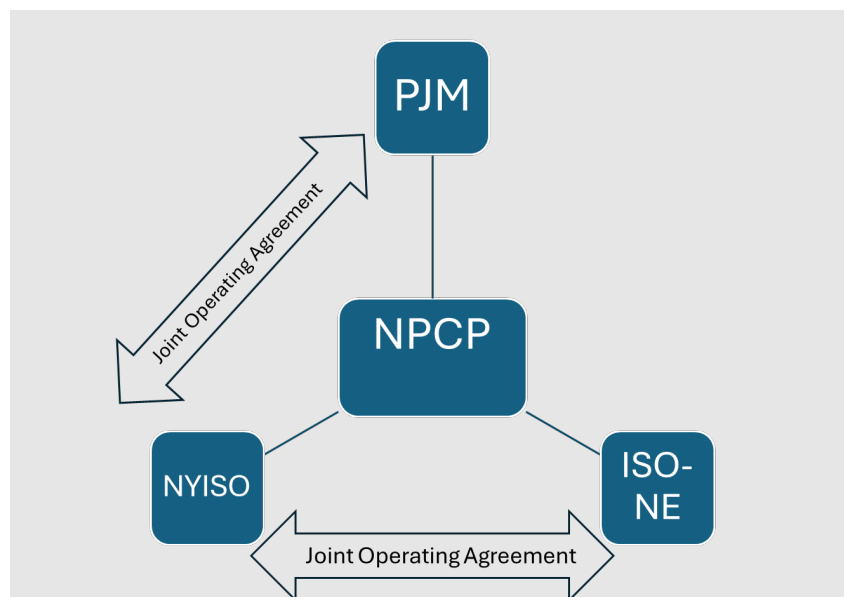 PJM
Joint Operating Agreement
NPCP
NYISO
ISO-
NE
Joint Operating Agreement